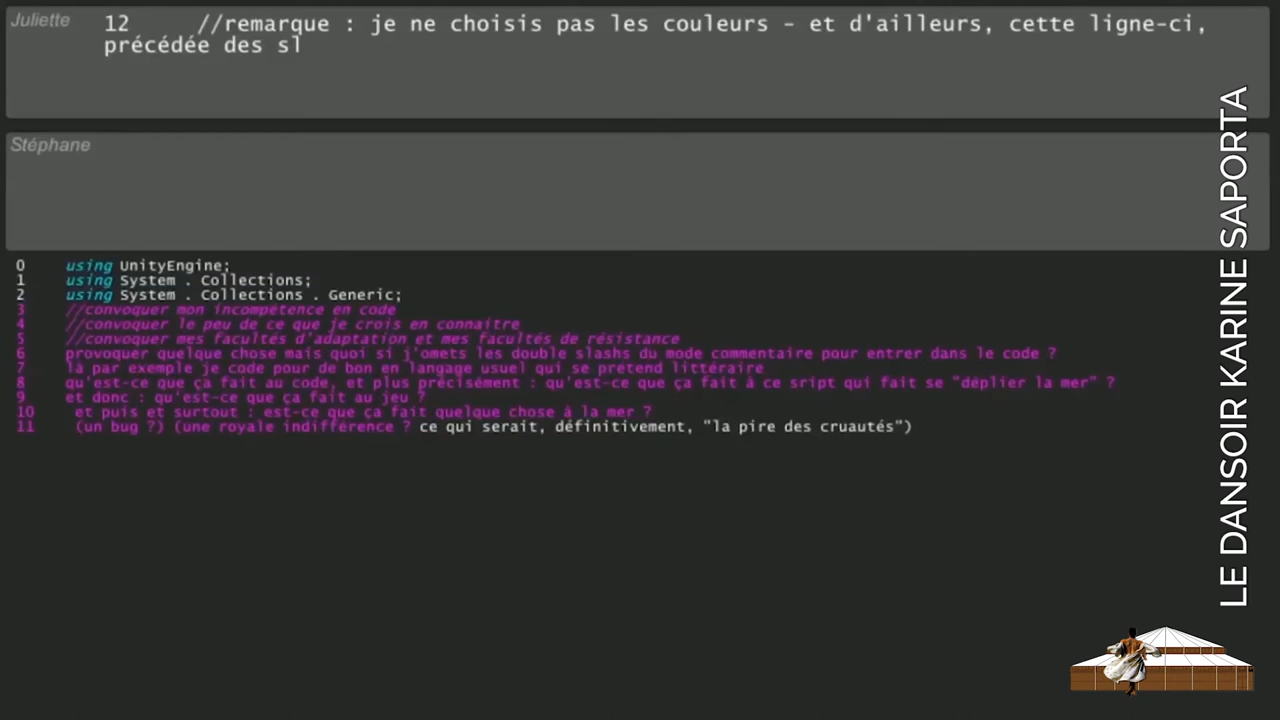 Juliette
12 //remarque : je ne choisis pas les couleurs - et d'ailleurs, cette ligne-ci,
précédée des sl
Stéphane
0 using UnityEngine;
1 using System . Collections;
2 using System . Collections . Generic;
3 //convoquer mon incompétence en code
4 //convoquer le peu de ce que je crois en connaitre
5 //convoquer mes facultés d'adaptation et mes facultés de résistance
6 provoquer quelque chose mais quoi si j'omets les double slashs du mode commentaire pour entrer dans le code ?
7 là par exemple je code pour de bon en langage usuel qui se prétend littéraire
8 qu'est-ce que ça fait au code, et plus précisément : qu'est-ce que ça fait à ce sript qui fait se "déplier la mer" ?
9 et donc : qu'est-ce que ça fait au jeu ?
10 et puis et surtout : est-ce que ça fait quelque chose à la mer ?
11 (un bug ?) (une royale indifférence ? ce qui serait, définitivement, "la pire des cruautés")
LE DANSOIR KARINE SAPORTA